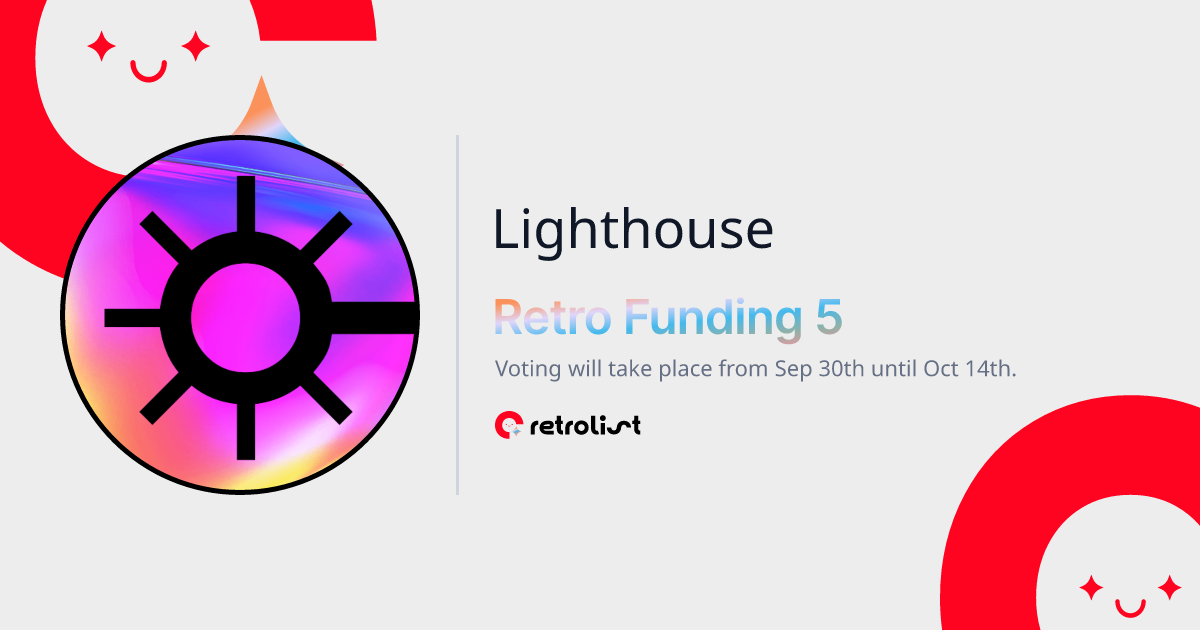 Lighthouse
Retro Funding 5
Voting will take place from Sep 30th until Oct 14th.
retrolist